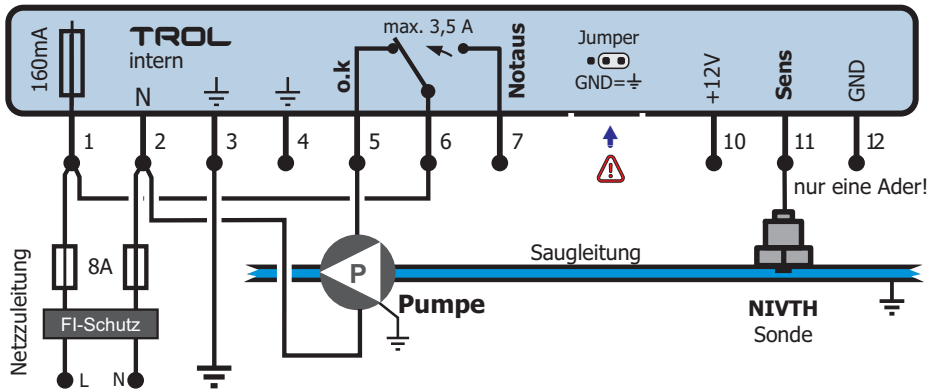 160mA
TROL
intern
N
max. 3,5 A
o.k
Notaus
Jumper
GND=
+12V
Sens
GND
1
2
3
4
5
6
7
10
11
12
nur eine Ader!
Netzzuleitung
8A
FI-Schutz
L
N
P
Pumpe
Saugleitung
NIVTH
Sonde